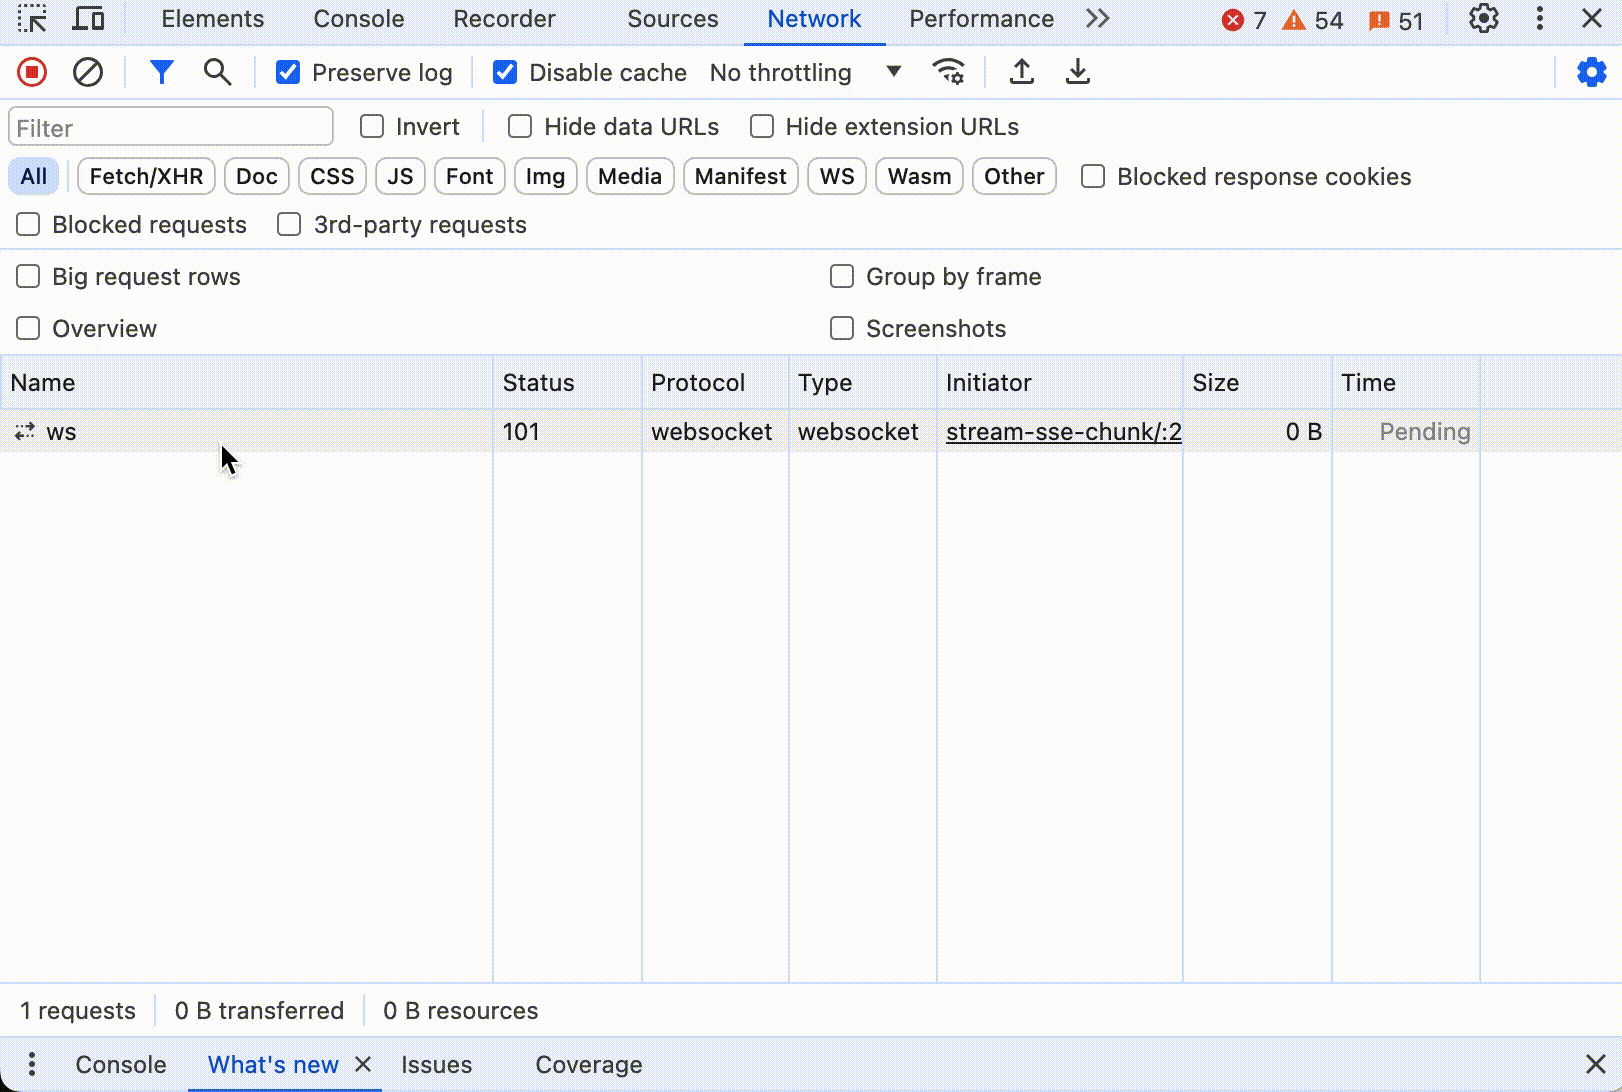 Elements Console Recorder Sources Network Performance 7 54 51
Preserve log Disable cache No throttling
Filter Invert Hide data URLs Hide extension URLs
All Fetch/XHR Doc CSS JS Font Img Media Manifest WS Wasm Other Blocked response cookies
Blocked requests 3rd-party requests
Big request rows Group by frame
Overview Screenshots
Name Status Protocol Type Initiator Size Time
ws 101 websocket websocket stream-sse-chunk/:2 0 B Pending
1 requests 0 B transferred 0 B resources
Console What's new Issues Coverage